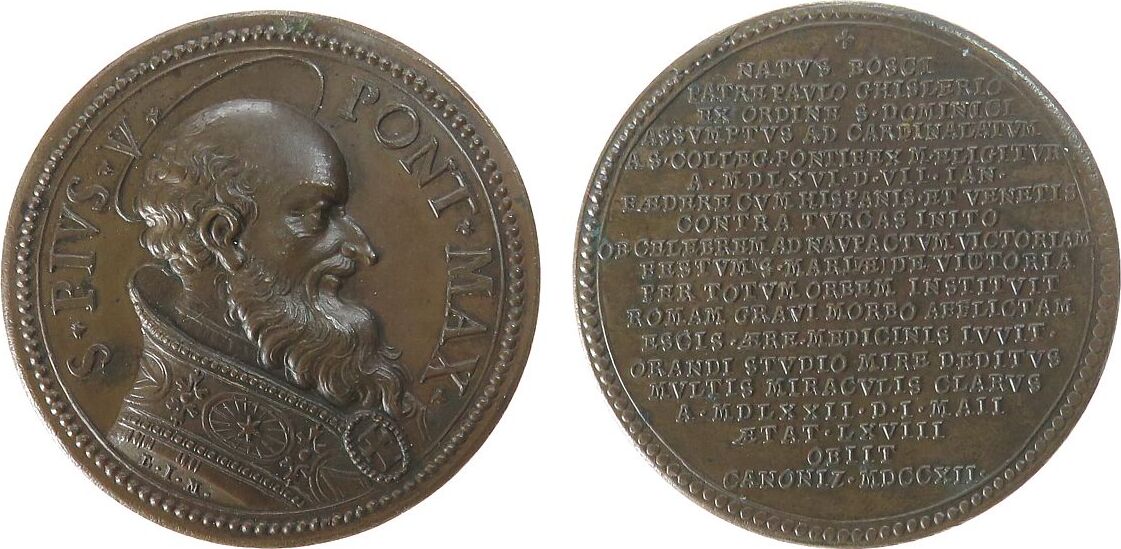 S·PIVS·V· PONT·MAX·
E.I.M.
NATVS BOSCI
PATRE PAVLO GHISLERIO
EX ORDINE S·DOMINICI
ASSVMPTVS AD CARDINALATVM
A S·COLLEG·PONTIFEX M·ELIGITVR
A·MDLXVI·D·VII·IAN·
FÆDERE CVM HISPANIS·ET VENETIS
CONTRA TVRCAS INITO
OB CELEBREM AD NAVPACTVM VICTORIAM
FESTVM S·MARIÆ DE VICTORIA
PER TOTVM ORBEM INSTITVIT
ROMAM GRAVI MORBO AFFLICTAM
ESCIS·ÆRE·MEDICINIS IVVIT·
ORANDI STVDIO MIRE DEDITVS
MVLTIS MIRACVLIS CLARVS
A·MDLXXII·D·I·MAII
ÆTAT·LXVIII
OBIIT
CANONIZ·MDCCXII·